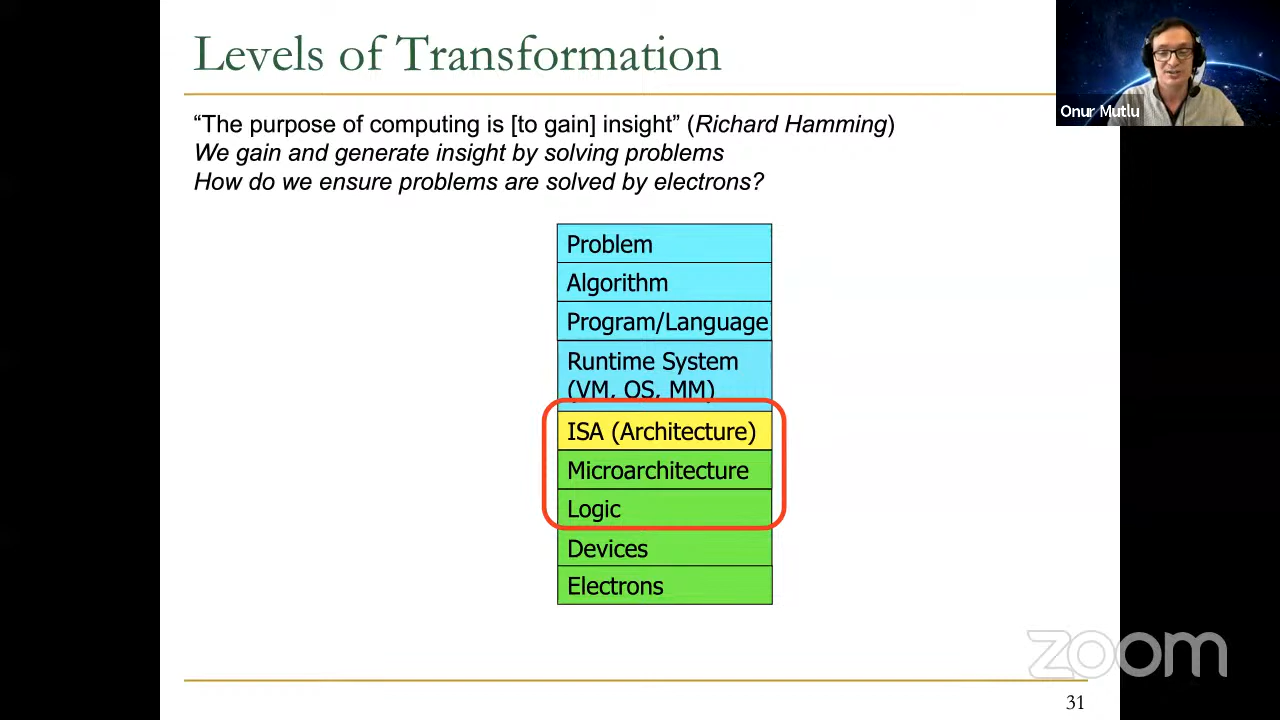 Levels of Transformation
“The purpose of computing is [to gain] insight” (Richard Hamming)
We gain and generate insight by solving problems
How do we ensure problems are solved by electrons?
Problem
Algorithm
Program/Language
Runtime System
(VM, OS, MM)
ISA (Architecture)
Microarchitecture
Logic
Devices
Electrons
Onur Mutlu
zoom
31